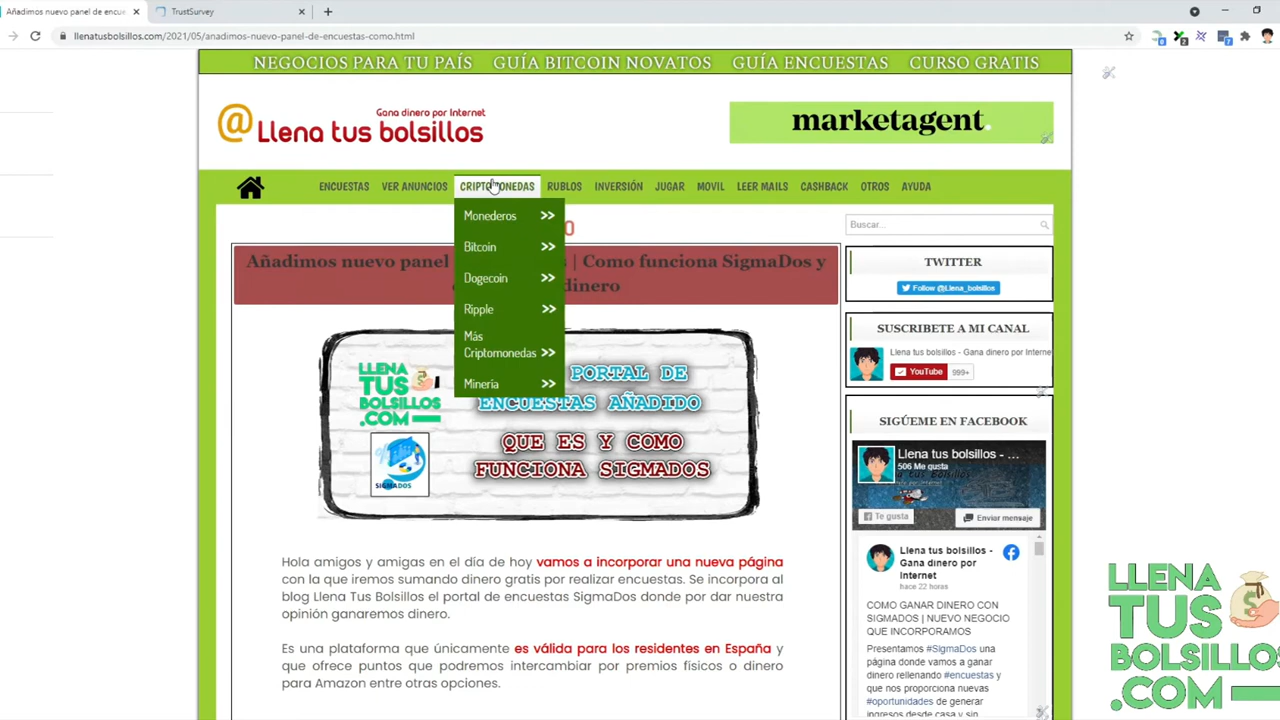 Añadimos nuevo panel de encue
TrustSurvey
llenatusbolsillos.com/2021/05/anadimos-nuevo-panel-de-encuestas-como.html
NEGOCIOS PARA TU PAÍS GUÍA BITCOIN NOVATOS GUÍA ENCUESTAS CURSO GRATIS
Gana dinero por Internet
@Llena tus bolsillos
marketagent.
ENCUESTAS VER ANUNCIOS CRIPTOMONEDAS RUBLOS INVERSIÓN JUGAR MOVIL LEER MAILS CASHBACK OTROS AYUDA
Monederos >>
Bitcoin >>
Dogecoin >>
Ripple >>
Más
Criptomonedas >>
Mineria >>
Añadimos nuevo panel | Como funciona SigmaDos y
dinero
LLENA
TUS
BOLSILLOS
.COM
SIGMADOS
PORTAL DE
ENCUESTAS AÑADIDO
QUE ES Y COMO
FUNCIONA SIGMADOS
Hola amigos y amigas en el día de hoy vamos a incorporar una nueva página
con la que iremos sumando dinero gratis por realizar encuestas. Se incorpora al
blog Llena Tus Bolsillos el portal de encuestas SigmaDos donde por dar nuestra
opinión ganaremos dinero.
Es una plataforma que únicamente es válida para los residentes en España y
que ofrece puntos que podremos intercambiar por premios físicos o dinero
para Amazon entre otras opciones.
Buscar...
TWITTER
Follow @Llena_bolsillos
SUSCRIBETE A MI CANAL
Llena tus bolsillos - Gana dinero por Interne
YouTube 999+
SIGÚEME EN FACEBOOK
Llena tus bolsillos - ...
506 Me gusta
Te gusta
Enviar mensaje
Llena tus bolsillos -
Gana dinero por
Internet
hace 22 horas
COMO GANAR DINERO CON
SIGMADOS | NUEVO NEGOCIO
QUE INCORPORAMOS
Presentamos #SIgmaDos una
página donde vamos a ganar
dinero rellenando #encuestas y
que nos proporciona nuevas
#oportunidades de generar
ingresos desde casa y sin
LLENA
TUS
BOLSILLOS
.COM